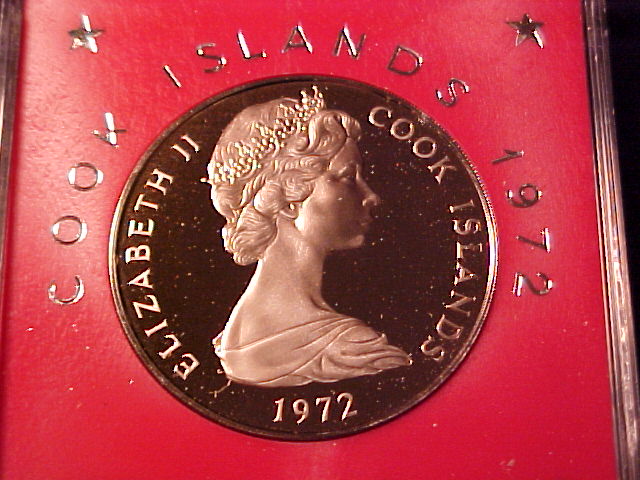 COOK ISLANDS 1972
ELIZABETH II
COOK ISLANDS
1972